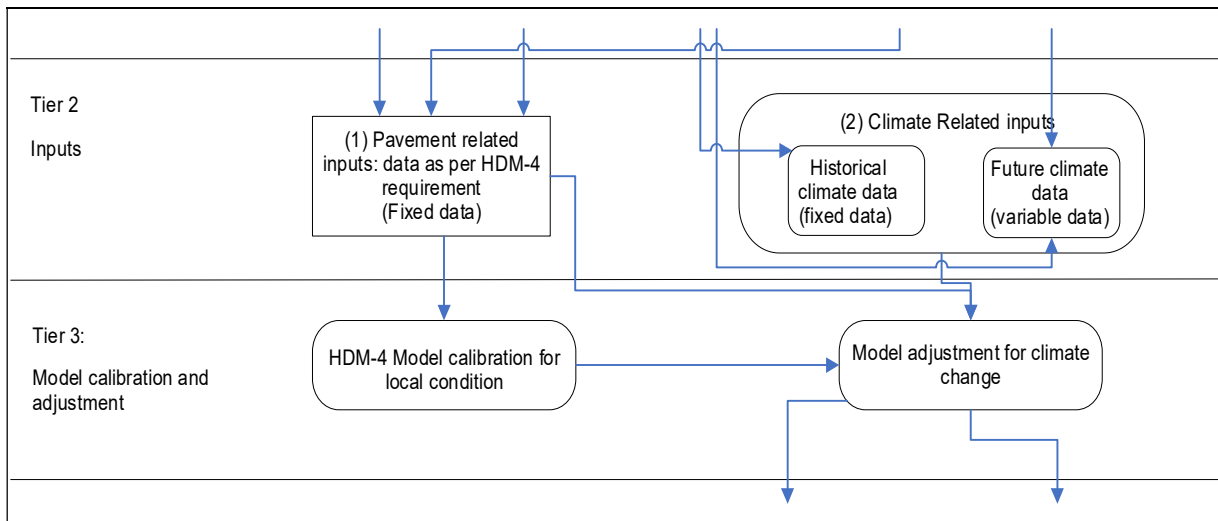 Tier 2
Inputs
(1) Pavement related
inputs: data as per HDM-4
requirement
(Fixed data)
(2) Climate Related inputs
Historical
climate data
(fixed data)
Future climate
data
(variable data)
Tier 3:
Model calibration and
adjustment
HDM-4 Model calibration for
local condition
Model adjustment for climate
change